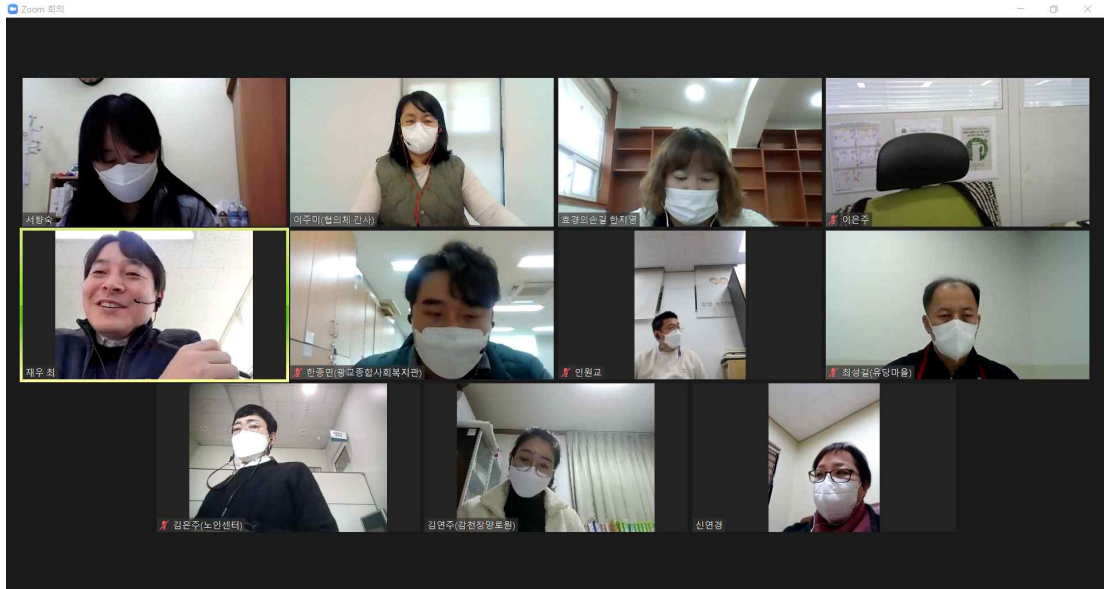 Zoom 회의
서향숙
이주미(협의체 간사)
효경의손길 한지영
이은주
재우 최
한종민(광교종합사회복지관)
인원교
최성길(유당마을)
김은주(노인센터)
김연주(감천장양로원)
신연경